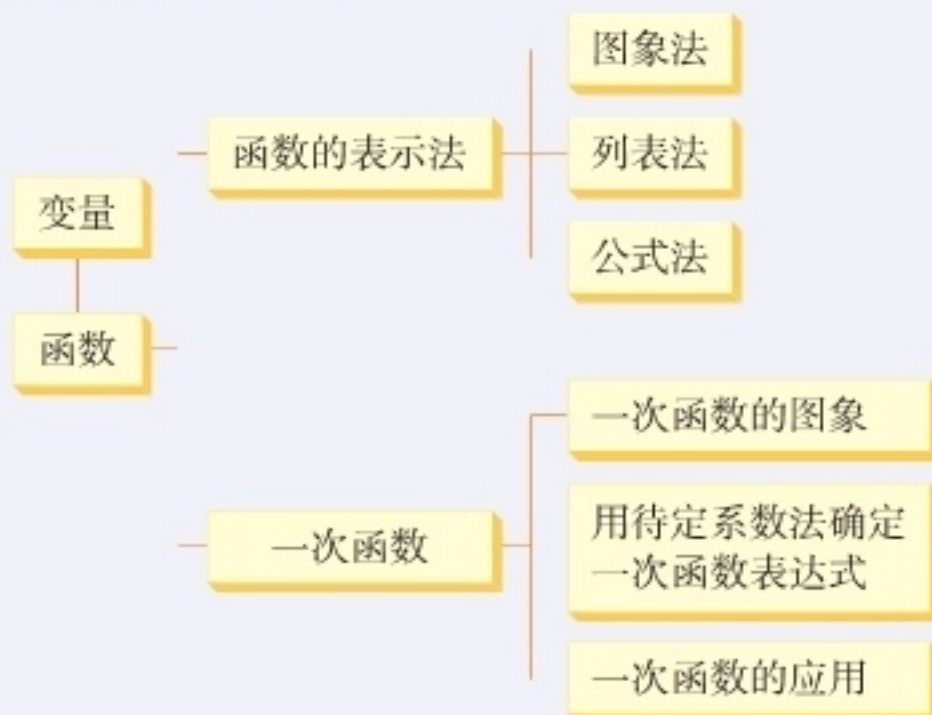 变量
函数
函数的表示法
图象法
列表法
公式法
一次函数
一次函数的图象
用待定系数法确定
一次函数表达式
一次函数的应用